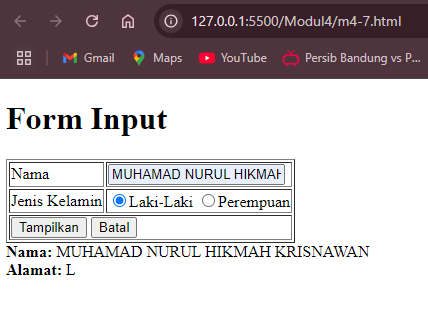 127.0.0.1:5500/Modul4/m4-7.html
Gmail Maps YouTube Persib Bandung vs P...
Form Input
Nama MUHAMAD NURUL HIKMAH
Jenis Kelamin Laki-Laki Perempuan
Tampilkan Batal
Nama: MUHAMAD NURUL HIKMAH KRISNAWAN
Alamat: L